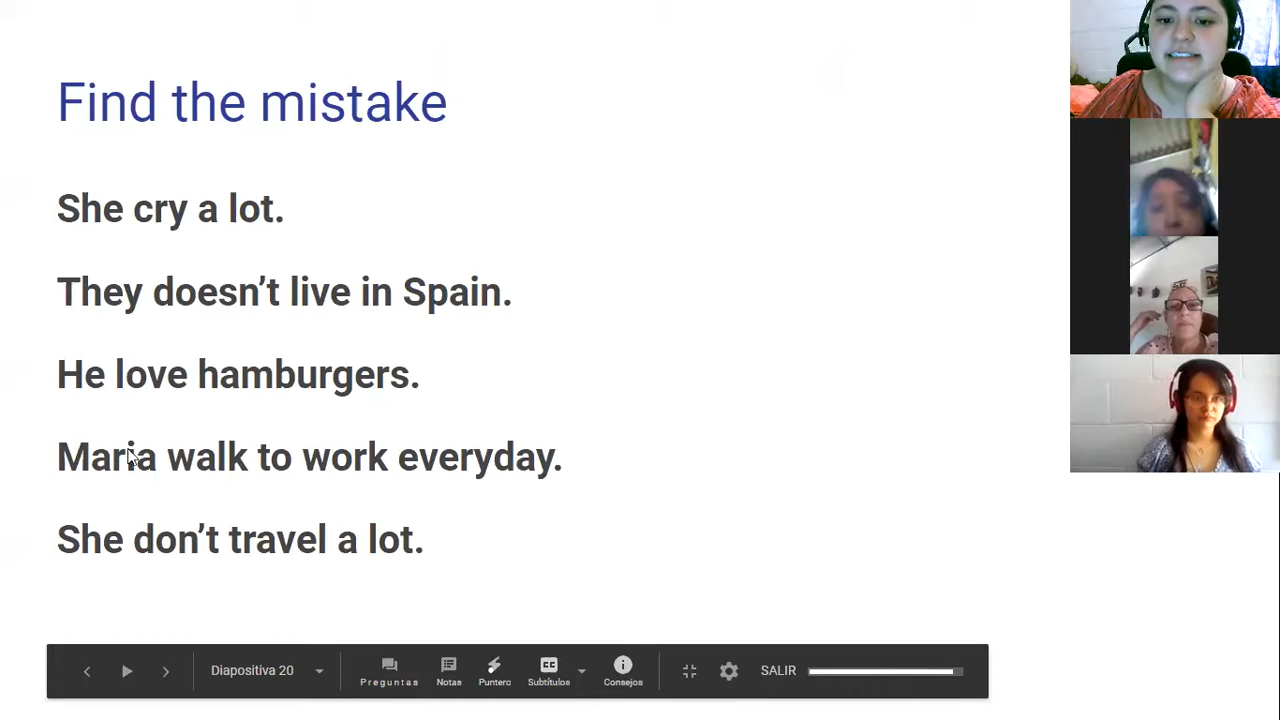 Find the mistake
She cry a lot.
They doesn’t live in Spain.
He love hamburgers.
Maria walk to work everyday.
She don’t travel a lot.
Diapositiva 20
Preguntas
Notas
Puntero
Subtítulos
Consejos
SALIR